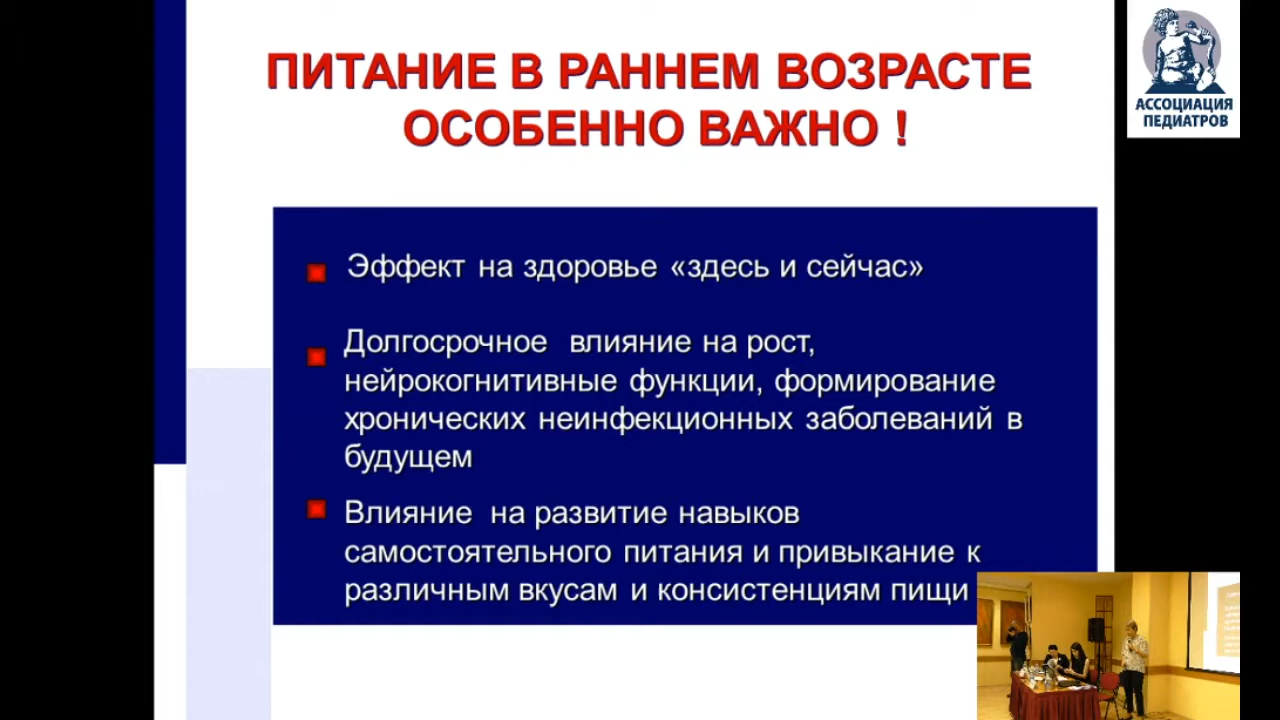 ПИТАНИЕ В РАННЕМ ВОЗРАСТЕ
ОСОБЕННО ВАЖНО !
АССОЦИАЦИЯ
ПЕДИАТРОВ
Эффект на здоровье «здесь и сейчас»
Долгосрочное влияние на рост,
нейрокогнитивные функции, формирование
хронических неинфекционных заболеваний в
будущем
Влияние на развитие навыков
самостоятельного питания и привыкание к
различным вкусам и консистенциям пищи